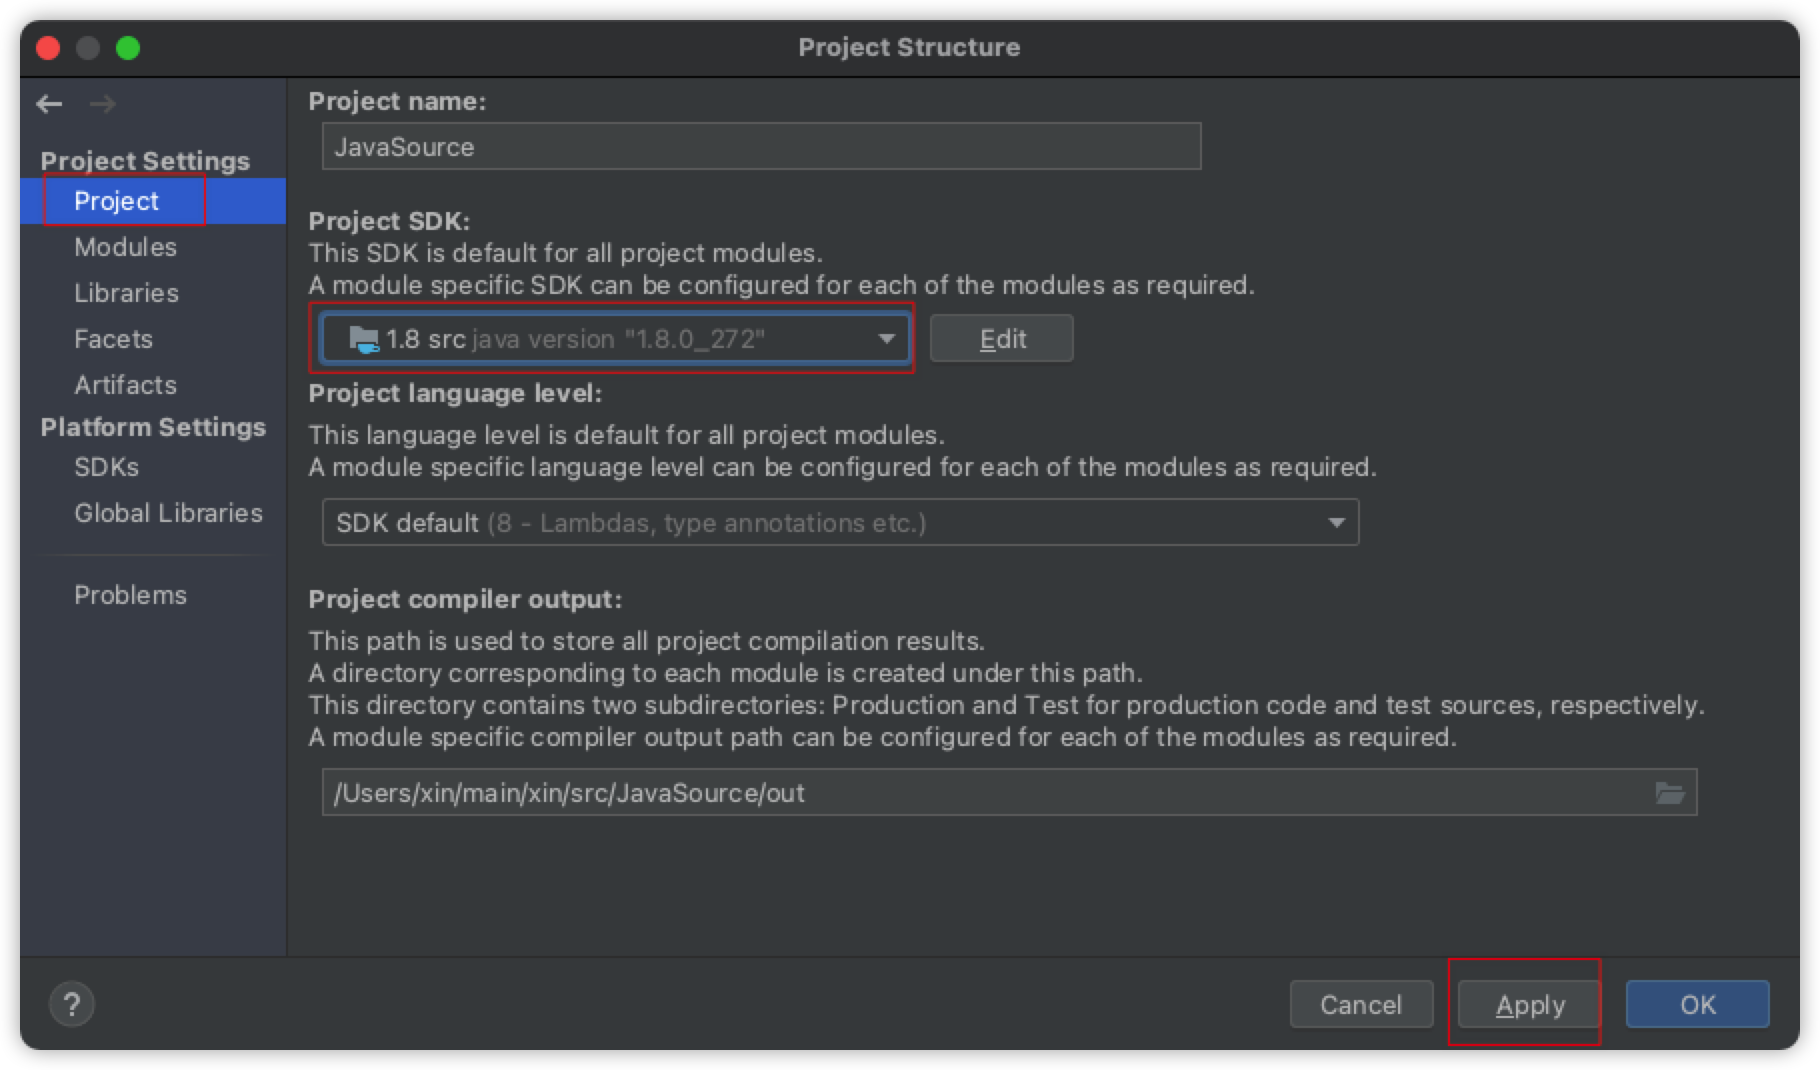 Project Structure
Project Settings
Project
Modules
Libraries
Facets
Artifacts
Platform Settings
SDKs
Global Libraries
Problems
Project name:
JavaSource
Project SDK:
This SDK is default for all project modules.
A module specific SDK can be configured for each of the modules as required.
1.8 src java version "1.8.0_272"
Edit
Project language level:
This language level is default for all project modules.
A module specific language level can be configured for each of the modules as required.
SDK default (8 - Lambdas, type annotations etc.)
Project compiler output:
This path is used to store all project compilation results.
A directory corresponding to each module is created under this path.
This directory contains two subdirectories: Production and Test for production code and test sources, respectively.
A module specific compiler output path can be configured for each of the modules as required.
/Users/xin/main/xin/src/JavaSource/out
?
Cancel
Apply
OK